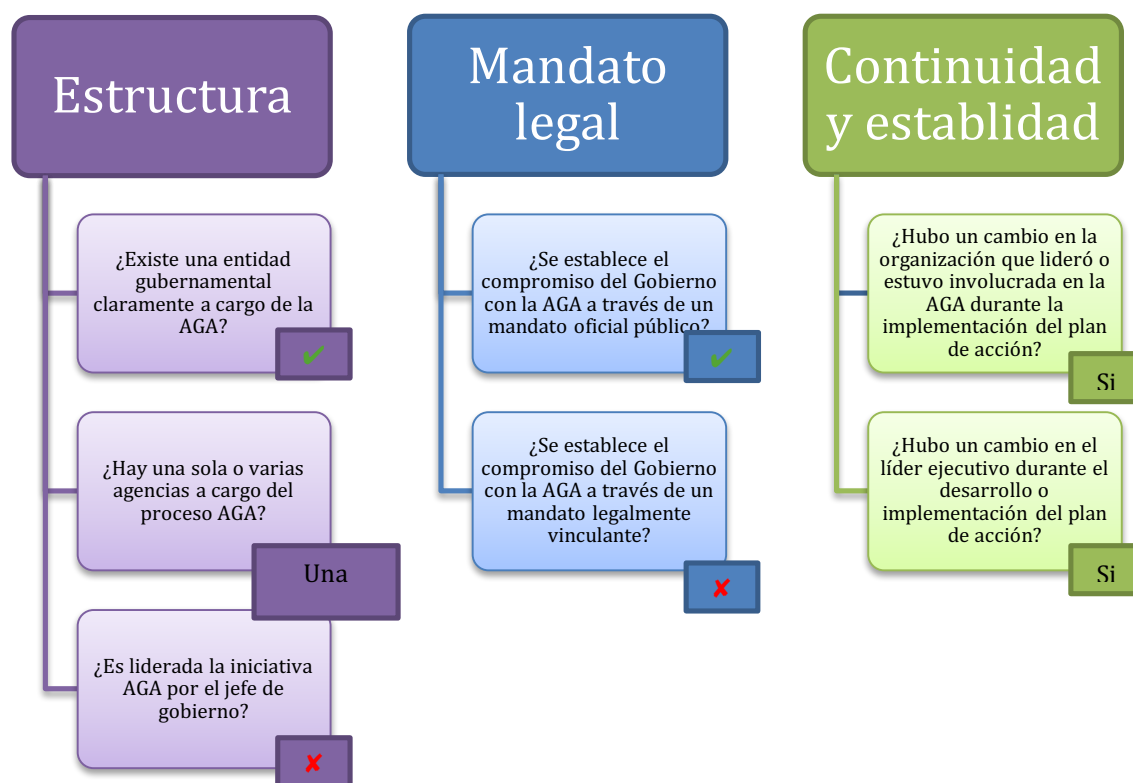 Estructura
¿Existe una entidad
gubernamental
claramente a cargo de la
AGA?
✔
¿Hay una sola o varias
agencias a cargo del
proceso AGA?
Una
¿Es liderada la iniciativa
AGA por el jefe de
gobierno?
✘
Mandato
legal
¿Se establece el
compromiso del Gobierno
con la AGA a través de un
mandato oficial público?
✔
¿Se establece el
compromiso del Gobierno
con la AGA a través de un
mandato legalmente
vinculante?
✘
Continuidad
y establidad
¿Hubo un cambio en la
organización que lideró o
estuvo involucrada en la
AGA durante la
implementación del plan
de acción?
Si
¿Hubo un cambio en el
líder ejecutivo durante el
desarrollo o
implementación del plan
de acción?
Si